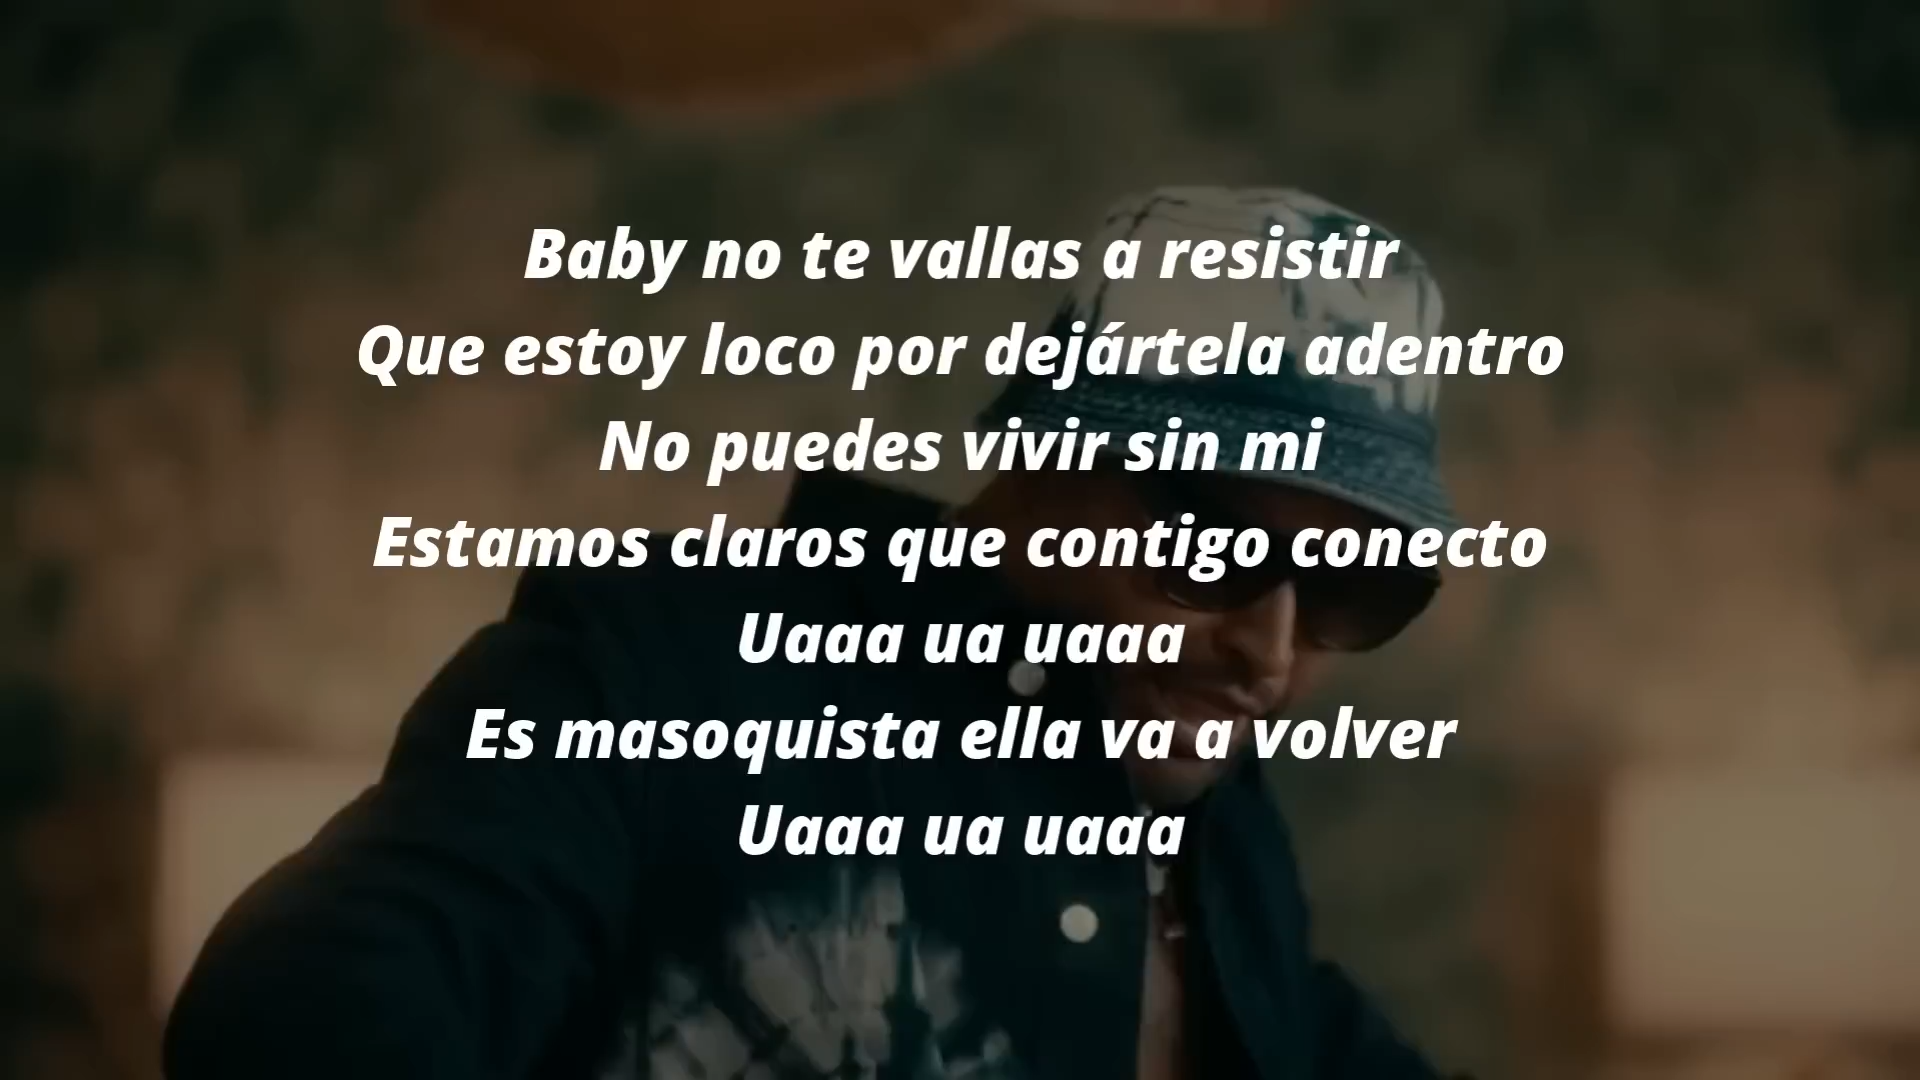 Baby no te vallas a resistir
Que estoy loco por dejártela adentro
No puedes vivir sin mi
Estamos claros que contigo conecto
Uaaa ua uaaa
Es masoquista ella va a volver
Uaaa ua uaaa